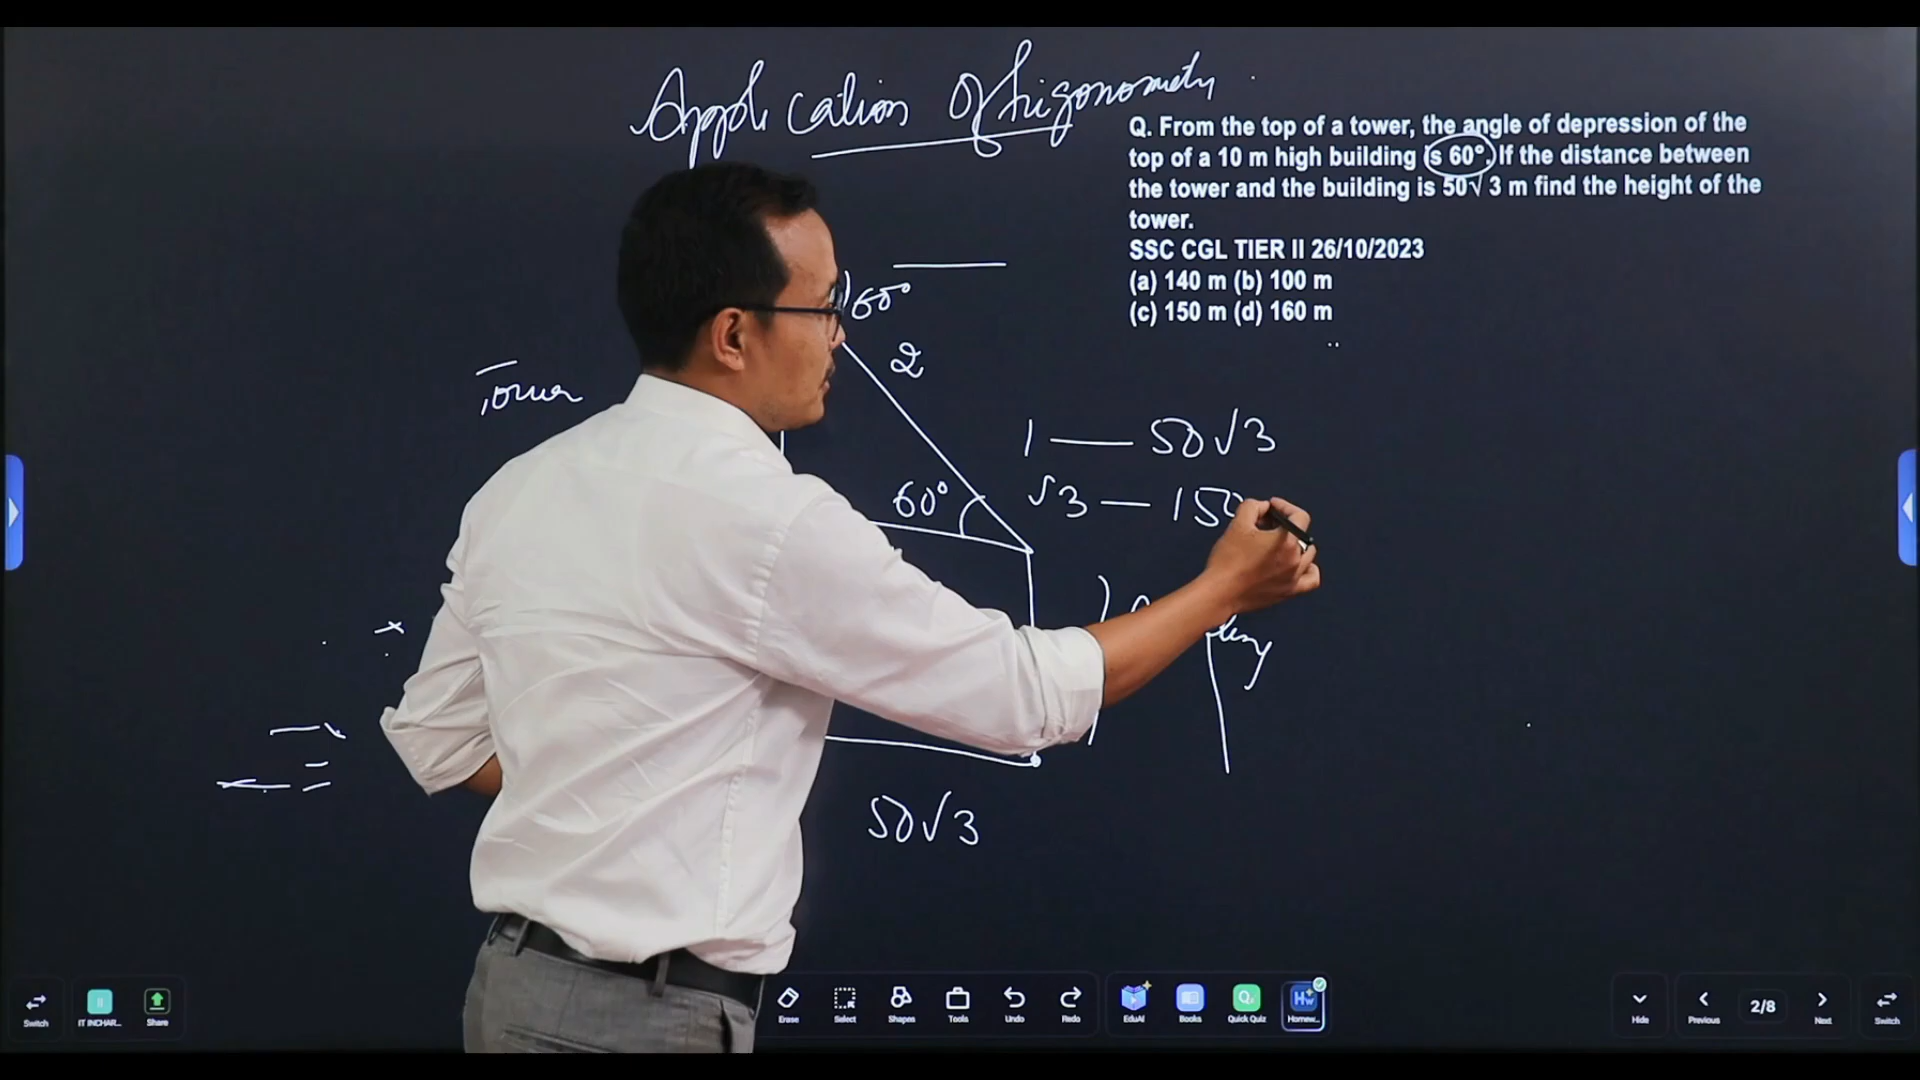 Application Of trigonometry
Q. From the top of a tower, the angle of depression of the
top of a 10 m high building is 60°. If the distance between
the tower and the building is 50√ 3 m find the height of the
tower.
SSC CGL TIER II 26/10/2023
(a) 140 m (b) 100 m
(c) 150 m (d) 160 m
60°
2
Tower
1 — 50√3
60°
√3 — 150
50√3
Switch
IT INCHAR...
Share
Erase
Select
Shapes
Tools
Undo
Redo
EduAI
Books
Quick Quiz
Homew...
Hide
Previous
2/8
Next
Switch